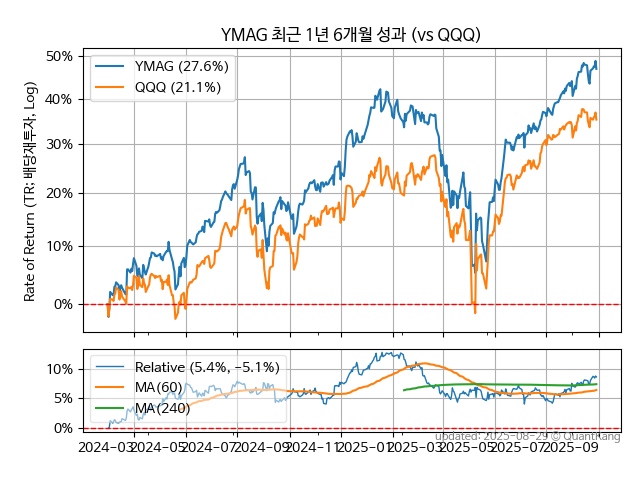 YMAG 최근 1년 6개월 성과 (vs QQQ)
Rate of Return (TR: 배당재투자, Log)
50%
40%
30%
20%
10%
0%
YMAG (27.6%)
QQQ (21.1%)
10%
5%
0%
Relative (5.4%, -5.1%)
MA(60)
MA(240)
2024-03 2024-05 2024-07 2024-09 2024-11 2025-01 2025-03 2025-05 2025-07 2025-09
updated: 2025-08-29 © QuantKang